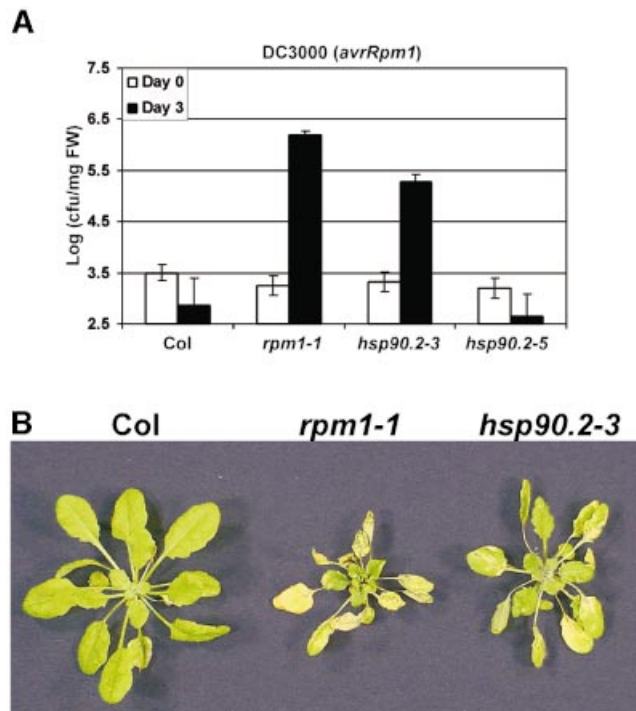 A
DC3000 (avrRpm1)
Day 0
Day 3
Log (cfu/mg FW)
7.5
6.5
5.5
4.5
3.5
2.5
Col
rpm1-1
hsp90.2-3
hsp90.2-5
B
Col
rpm1-1
hsp90.2-3